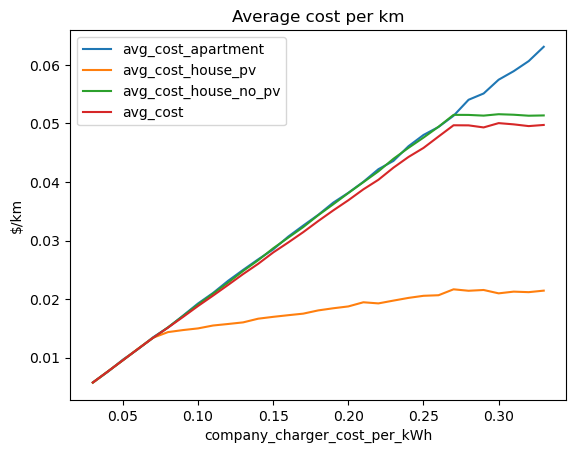 Average cost per km
avg_cost_apartment
avg_cost_house_pv
avg_cost_house_no_pv
avg_cost
0.06
0.05
0.04
0.03
0.02
0.01
$/km
0.05
0.10
0.15
0.20
0.25
0.30
company_charger_cost_per_kWh